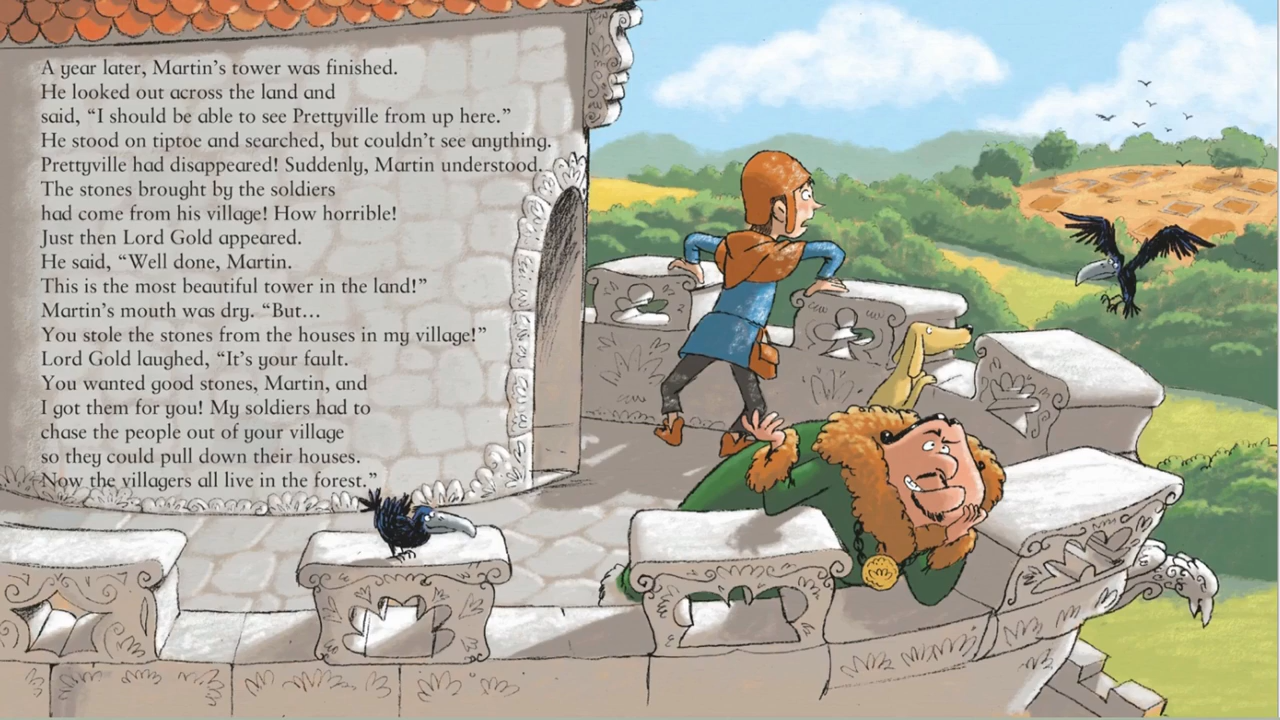 A year later, Martin’s tower was finished.
He looked out across the land and
said, “I should be able to see Prettyville from up here.”
He stood on tiptoe and searched, but couldn’t see anything.
Prettyville had disappeared! Suddenly, Martin understood.
The stones brought by the soldiers
had come from his village! How horrible!
Just then Lord Gold appeared.
He said, “Well done, Martin.
This is the most beautiful tower in the land!”
Martin’s mouth was dry. “But…
You stole the stones from the houses in my village!”
Lord Gold laughed, “It’s your fault.
You wanted good stones, Martin, and
I got them for you! My soldiers had to
chase the people out of your village
so they could pull down their houses.
Now the villagers all live in the forest.”